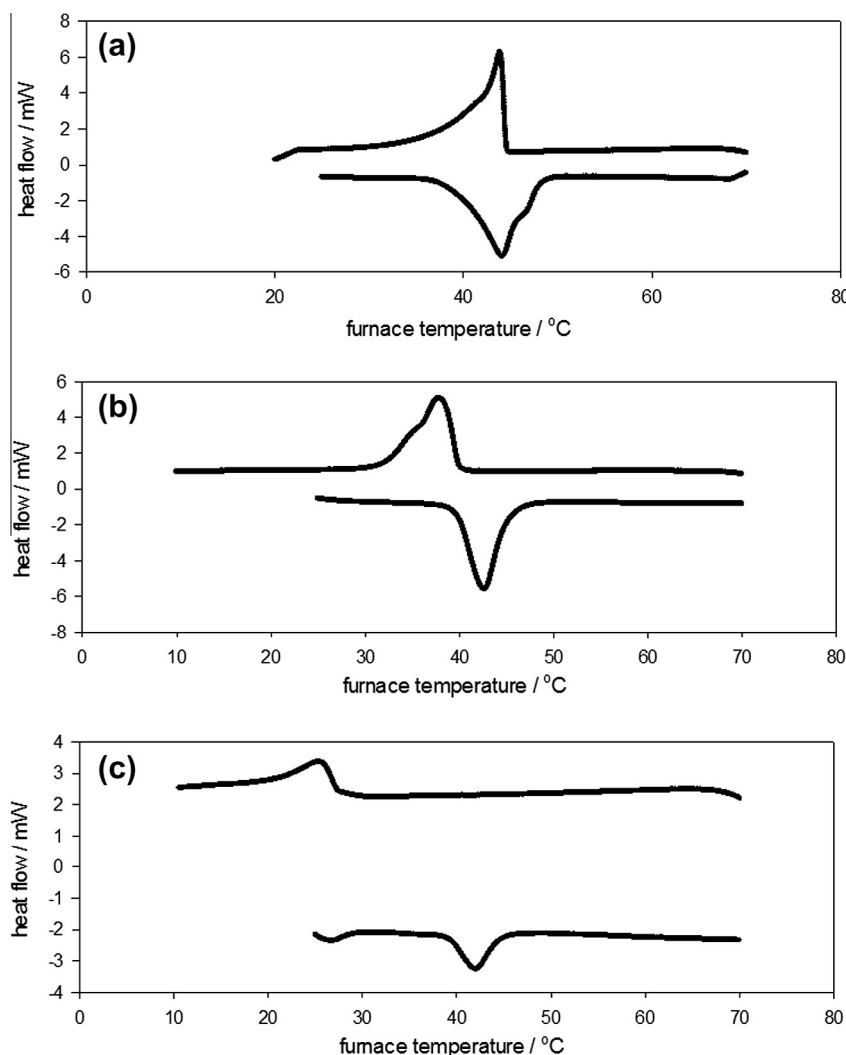 (a)
8
6
4
2
0
-2
-4
-6
heat flow / mW
0 20 40 60 80
furnace temperature / °C
(b)
6
4
2
0
-2
-4
-6
-8
heat flow / mW
0 10 20 30 40 50 60 70 80
furnace temperature / °C
(c)
4
3
2
1
0
-1
-2
-3
-4
heat flow / mW
0 10 20 30 40 50 60 70 80
furnace temperature / °C